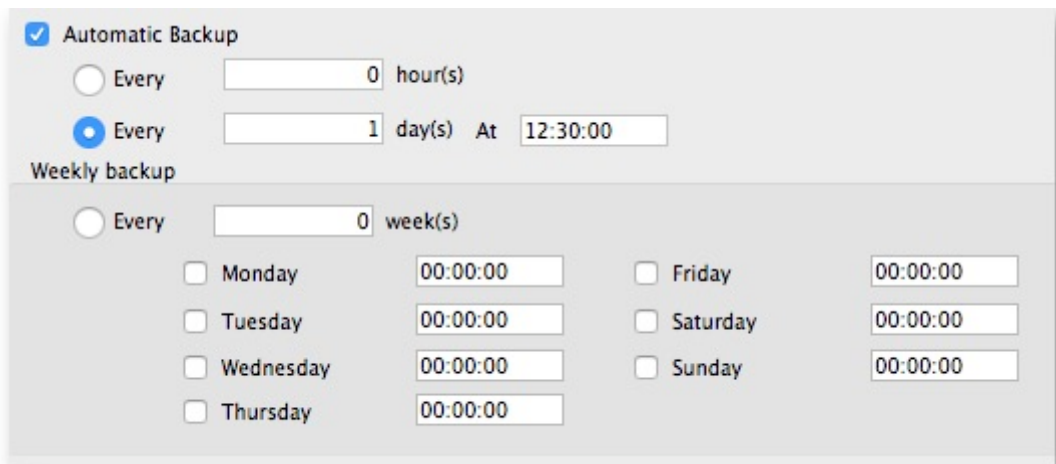 Automatic Backup
Every 0 hour(s)
Every 1 day(s) At 12:30:00
Weekly backup
Every 0 week(s)
Monday 00:00:00 Friday 00:00:00
Tuesday 00:00:00 Saturday 00:00:00
Wednesday 00:00:00 Sunday 00:00:00
Thursday 00:00:00